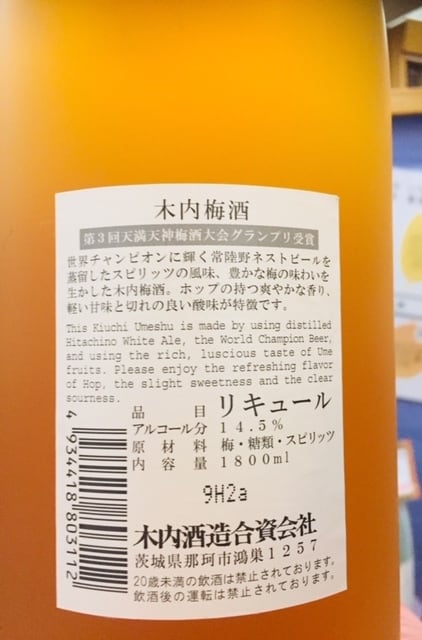 木内梅酒
第3回天満天神梅酒大会グランプリ受賞
世界チャンピオンに輝く常陸野ネストビールを
蒸留したスピリッツの風味、豊かな梅の味わいを
生かした木内梅酒。ホップの持つ爽やかな香り、
軽い甘味と切れの良い酸味が特徴です。
This Kiuchi Umeshu is made by using distilled
Hitachino White Ale, the World Champion Beer,
and using the rich, luscious taste of Ume
fruits. Please enjoy the refreshing flavor
of Hop, the slight sweetness and the clear
sourness.
品目 リキュール
アルコール分 14.5%
原材料 梅・糖類・スピリッツ
内容量 1800ml
4 934418 803112
9H2a
木内酒造合資会社
茨城県那珂市鴻巣1257
20歳未満の飲酒は禁止されております。
飲酒後の運転は禁止されております。